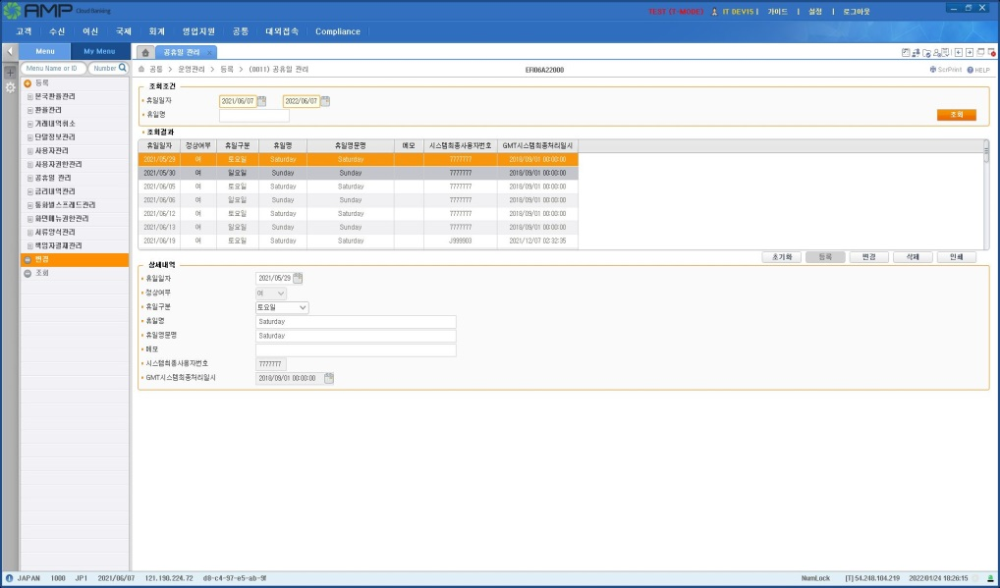 AMP Cloud Banking
TEST (T-MODE) IT DEV15 | 가이드 | 설정 | 로그아웃
고객 수신 여신 국제 회계 영업지원 공통 대외접속 Compliance
Menu My Menu 공휴일 관리 ×
Menu Name or ID Number
공통 > 운영관리 > 등록 > (0011) 공휴일 관리 EFI06A22000 ScrPrint HELP
등록
본국환율관리
환율관리
거래내역취소
단말정보관리
사용자관리
사용자권한관리
공휴일 관리
금리내역관리
통화별스프레드관리
화면메뉴권한관리
서류양식관리
책임자결재관리
변경
조회
조회조건
휴일일자 2021/06/07 2022/06/07
휴일명 조회
조회결과
휴일일자 정상여부 휴일구분 휴일명 휴일영문명 메모 시스템최종사용자번호 GMT시스템최종처리일시
2021/05/29 여 토요일 Saturday Saturday 7777777 2018/09/01 00:00:00
2021/05/30 여 일요일 Sunday Sunday 7777777 2018/09/01 00:00:00
2021/06/05 여 토요일 Saturday Saturday 7777777 2018/09/01 00:00:00
2021/06/06 여 일요일 Sunday Sunday 7777777 2018/09/01 00:00:00
2021/06/12 여 토요일 Saturday Saturday 7777777 2018/09/01 00:00:00
2021/06/13 여 일요일 Sunday Sunday 7777777 2018/09/01 00:00:00
2021/06/19 여 토요일 Saturday Saturday J999903 2021/12/07 02:32:35
초기화 등록 변경 삭제 인쇄
상세내역
휴일일자 2021/05/29
정상여부 여
휴일구분 토요일
휴일명 Saturday
휴일영문명 Saturday
메모
시스템최종사용자번호 7777777
GMT시스템최종처리일시 2018/09/01 00:00:00
JAPAN 1000 JP1 2021/06/07 121.190.224.72 d0-c4-97-e5-ab-9f NumLock [T] 54.248.104.219 2022/01/24 18:26:15